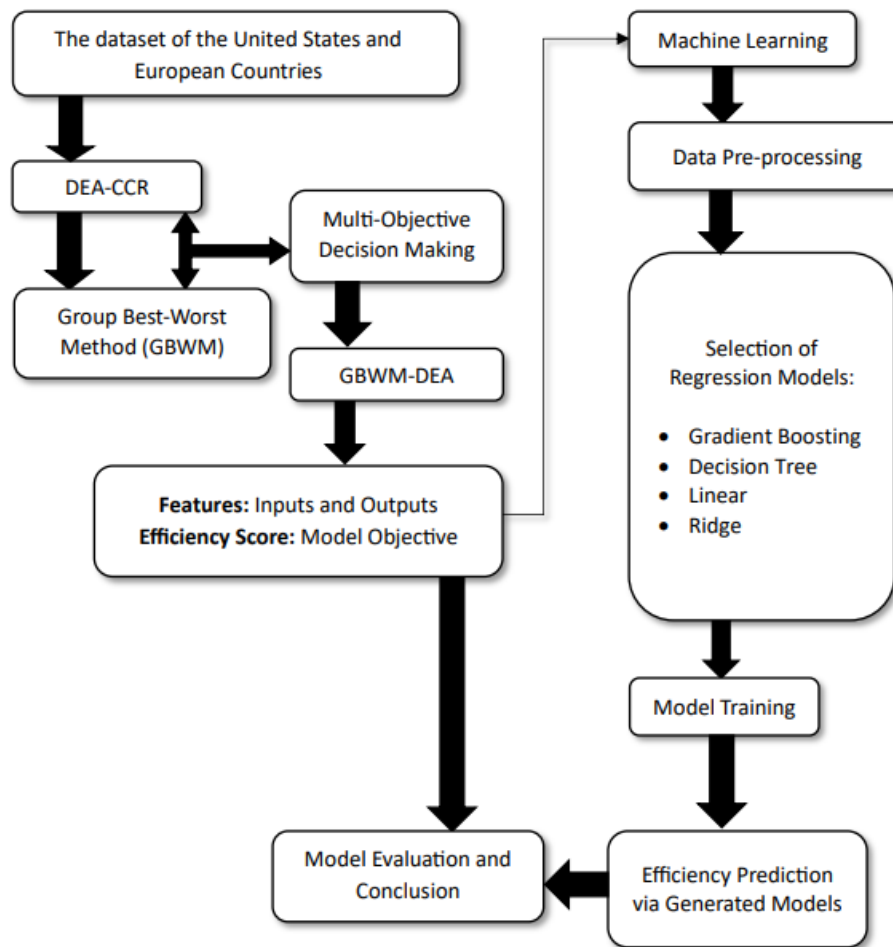 The dataset of the United States and
European Countries
DEA-CCR
Group Best-Worst
Method (GBWM)
Multi-Objective
Decision Making
GBWM-DEA
Features: Inputs and Outputs
Efficiency Score: Model Objective
Machine Learning
Data Pre-processing
Selection of
Regression Models:
• Gradient Boosting
• Decision Tree
• Linear
• Ridge
Model Training
Efficiency Prediction
via Generated Models
Model Evaluation and
Conclusion